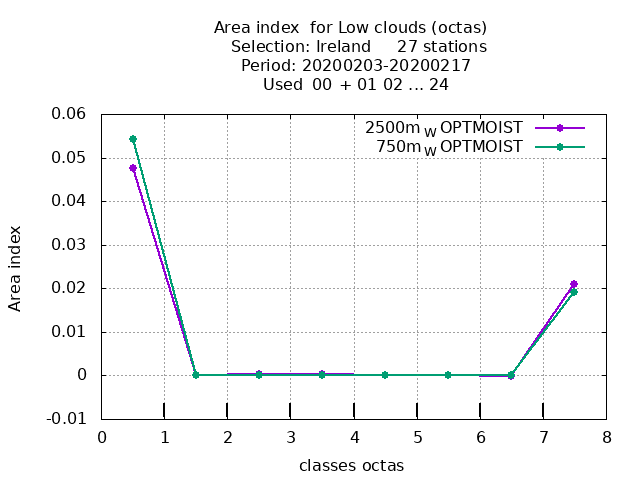 Area index  for Low clouds (octas)
Selection: Ireland     27 stations
Period: 20200203-20200217
Used  00 + 01 02 ... 24
2500m W OPTMOIST
750m W OPTMOIST
0.06
0.05
0.04
0.03
0.02
0.01
0
-0.01
Area index
0 1 2 3 4 5 6 7 8
classes octas